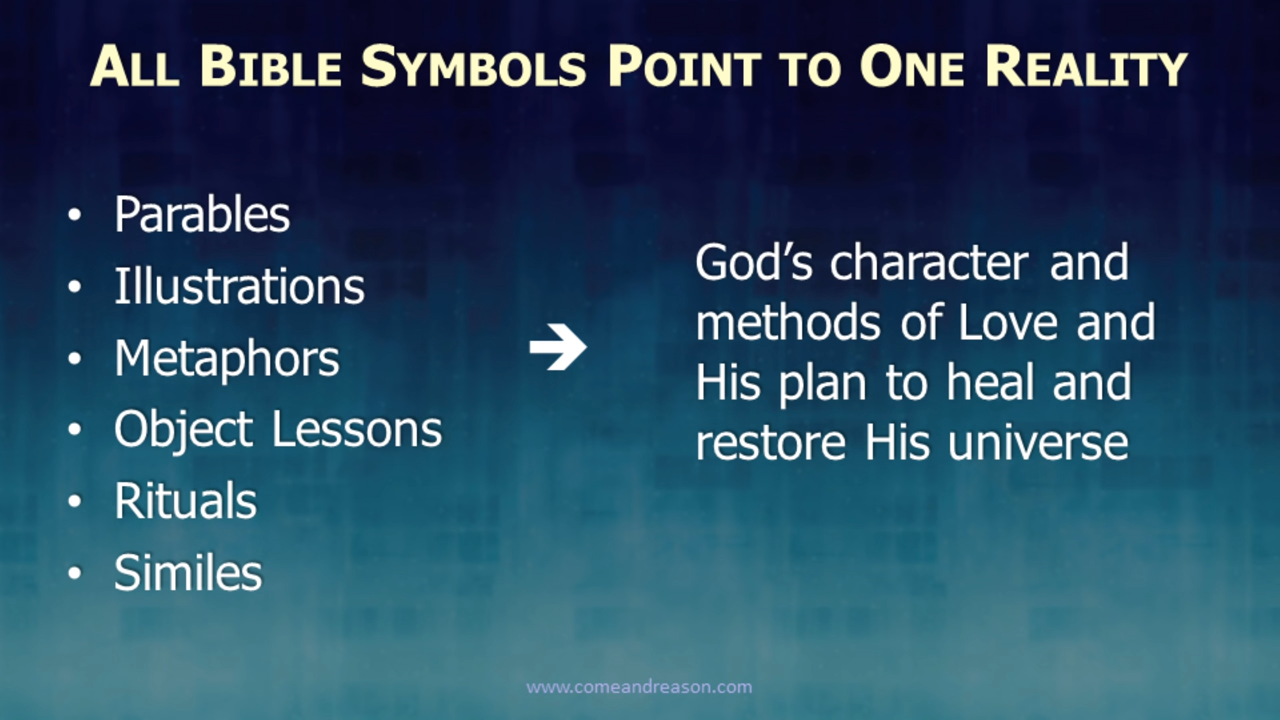 ALL BIBLE SYMBOLS POINT TO ONE REALITY
• Parables
• Illustrations
• Metaphors
• Object Lessons
• Rituals
• Similes
➔
God’s character and
methods of Love and
His plan to heal and
restore His universe
www.comeandreason.com